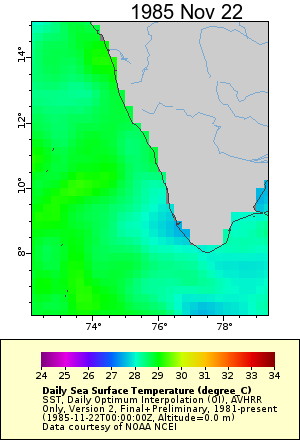 1985 Nov 22
14°
12°
10°
8°
74° 76° 78°
24 25 26 27 28 29 30 31 32 33 34
Daily Sea Surface Temperature (degree_C)
SST, Daily Optimum Interpolation (OI), AVHRR
Only, Version 2, Final+Preliminary, 1981-present
(1985-11-22T00:00:00Z, Altitude=0.0 m)
Data courtesy of NOAA NCEI